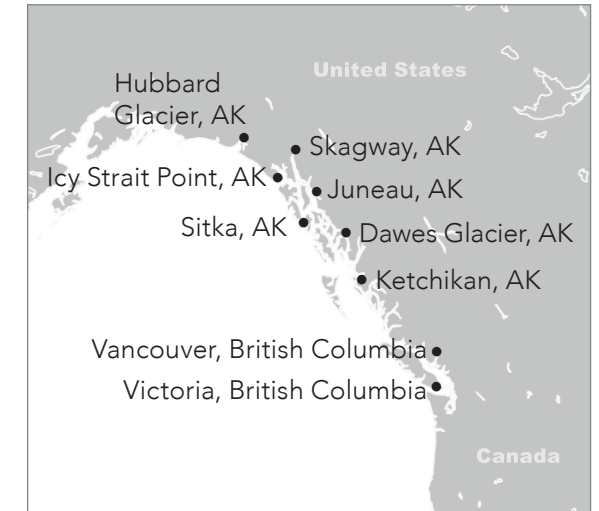 United States
Hubbard
Glacier, AK
Skagway, AK
Icy Strait Point, AK
Juneau, AK
Sitka, AK
Dawes Glacier, AK
Ketchikan, AK
Vancouver, British Columbia
Victoria, British Columbia
Canada